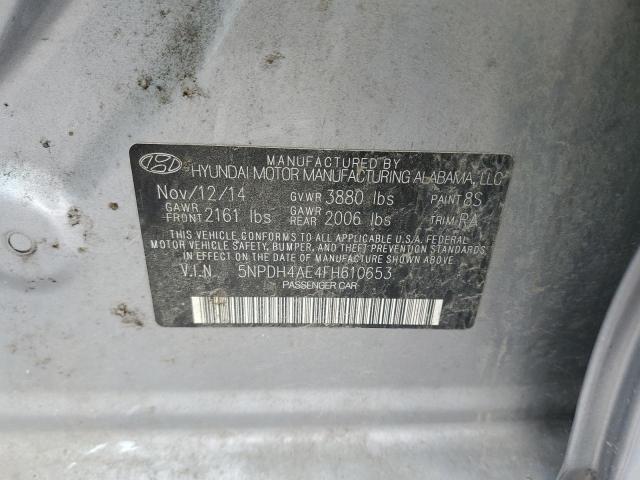 MANUFACTURED BY
HYUNDAI MOTOR MANUFACTURING ALABAMA, LLC
Nov/12/14 GVWR 3880 lbs PAINT 8S
GAWR FRONT 2161 lbs GAWR REAR 2006 lbs TRIM RA
THIS VEHICLE CONFORMS TO ALL APPLICABLE U.S.A. FEDERAL
MOTOR VEHICLE SAFETY, BUMPER, AND THEFT PREVENTION
STANDARDS IN EFFECT ON THE DATE OF MANUFACTURE SHOWN ABOVE.
V.I.N. 5NPDH4AE4FH610653
PASSENGER CAR